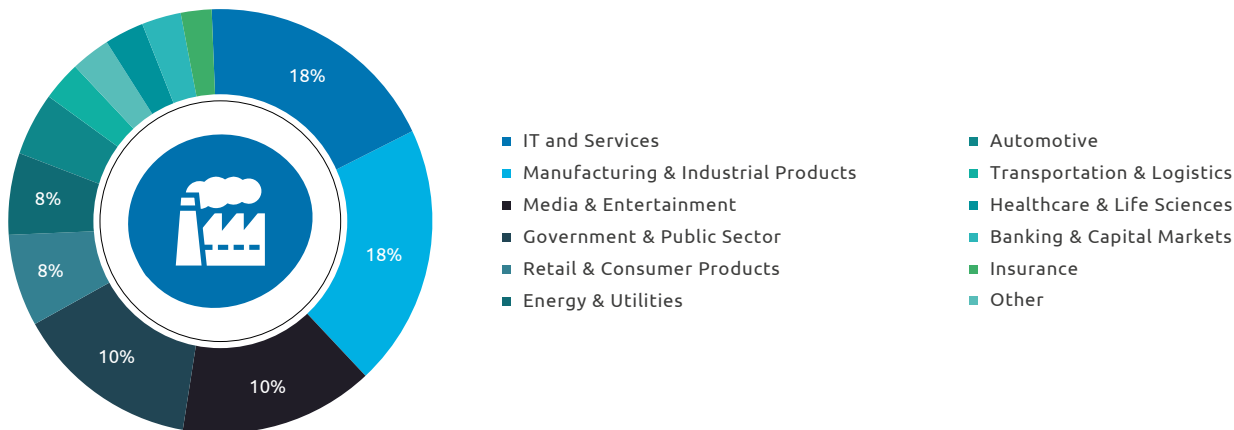 18%
18%
10%
10%
8%
8%
IT and Services
Manufacturing & Industrial Products
Media & Entertainment
Government & Public Sector
Retail & Consumer Products
Energy & Utilities
Automotive
Transportation & Logistics
Healthcare & Life Sciences
Banking & Capital Markets
Insurance
Other